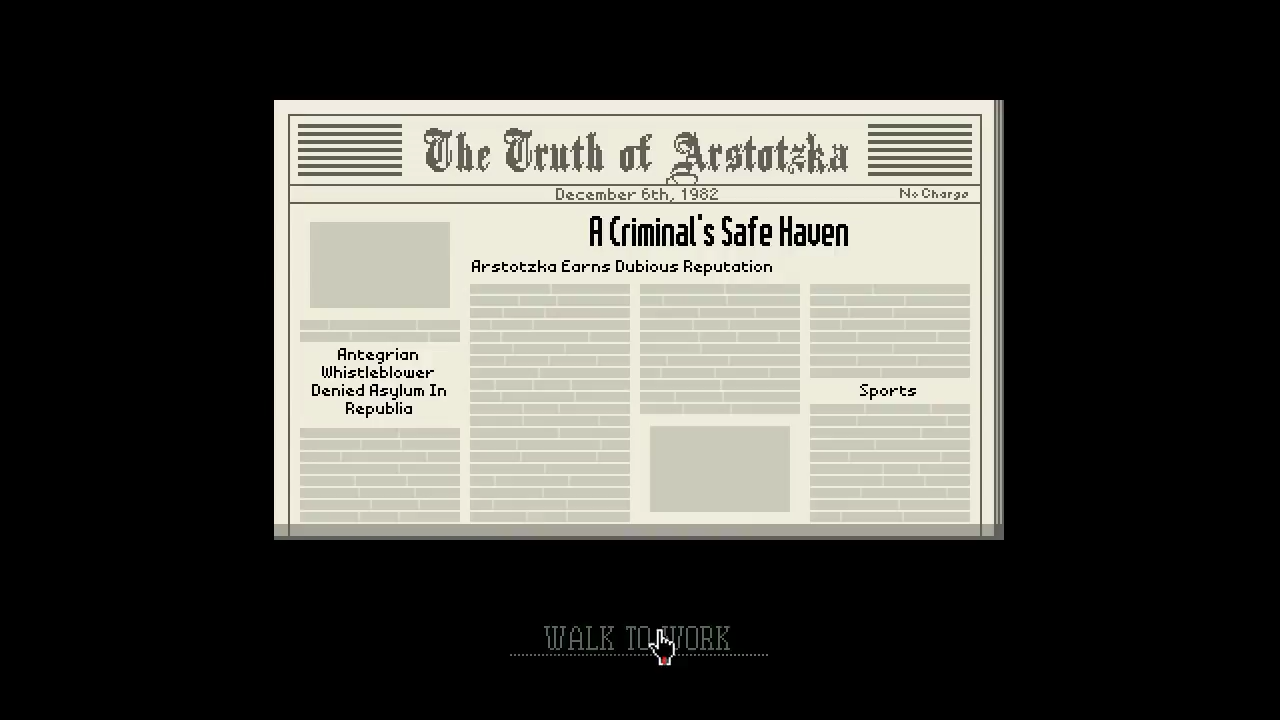 The Truth of Arstotzka
December 6th, 1982
No Charge
A Criminal's Safe Haven
Arstotzka Earns Dubious Reputation
Antegrian
Whistleblower
Denied Asylum In
Republia
Sports
WALK TO WORK